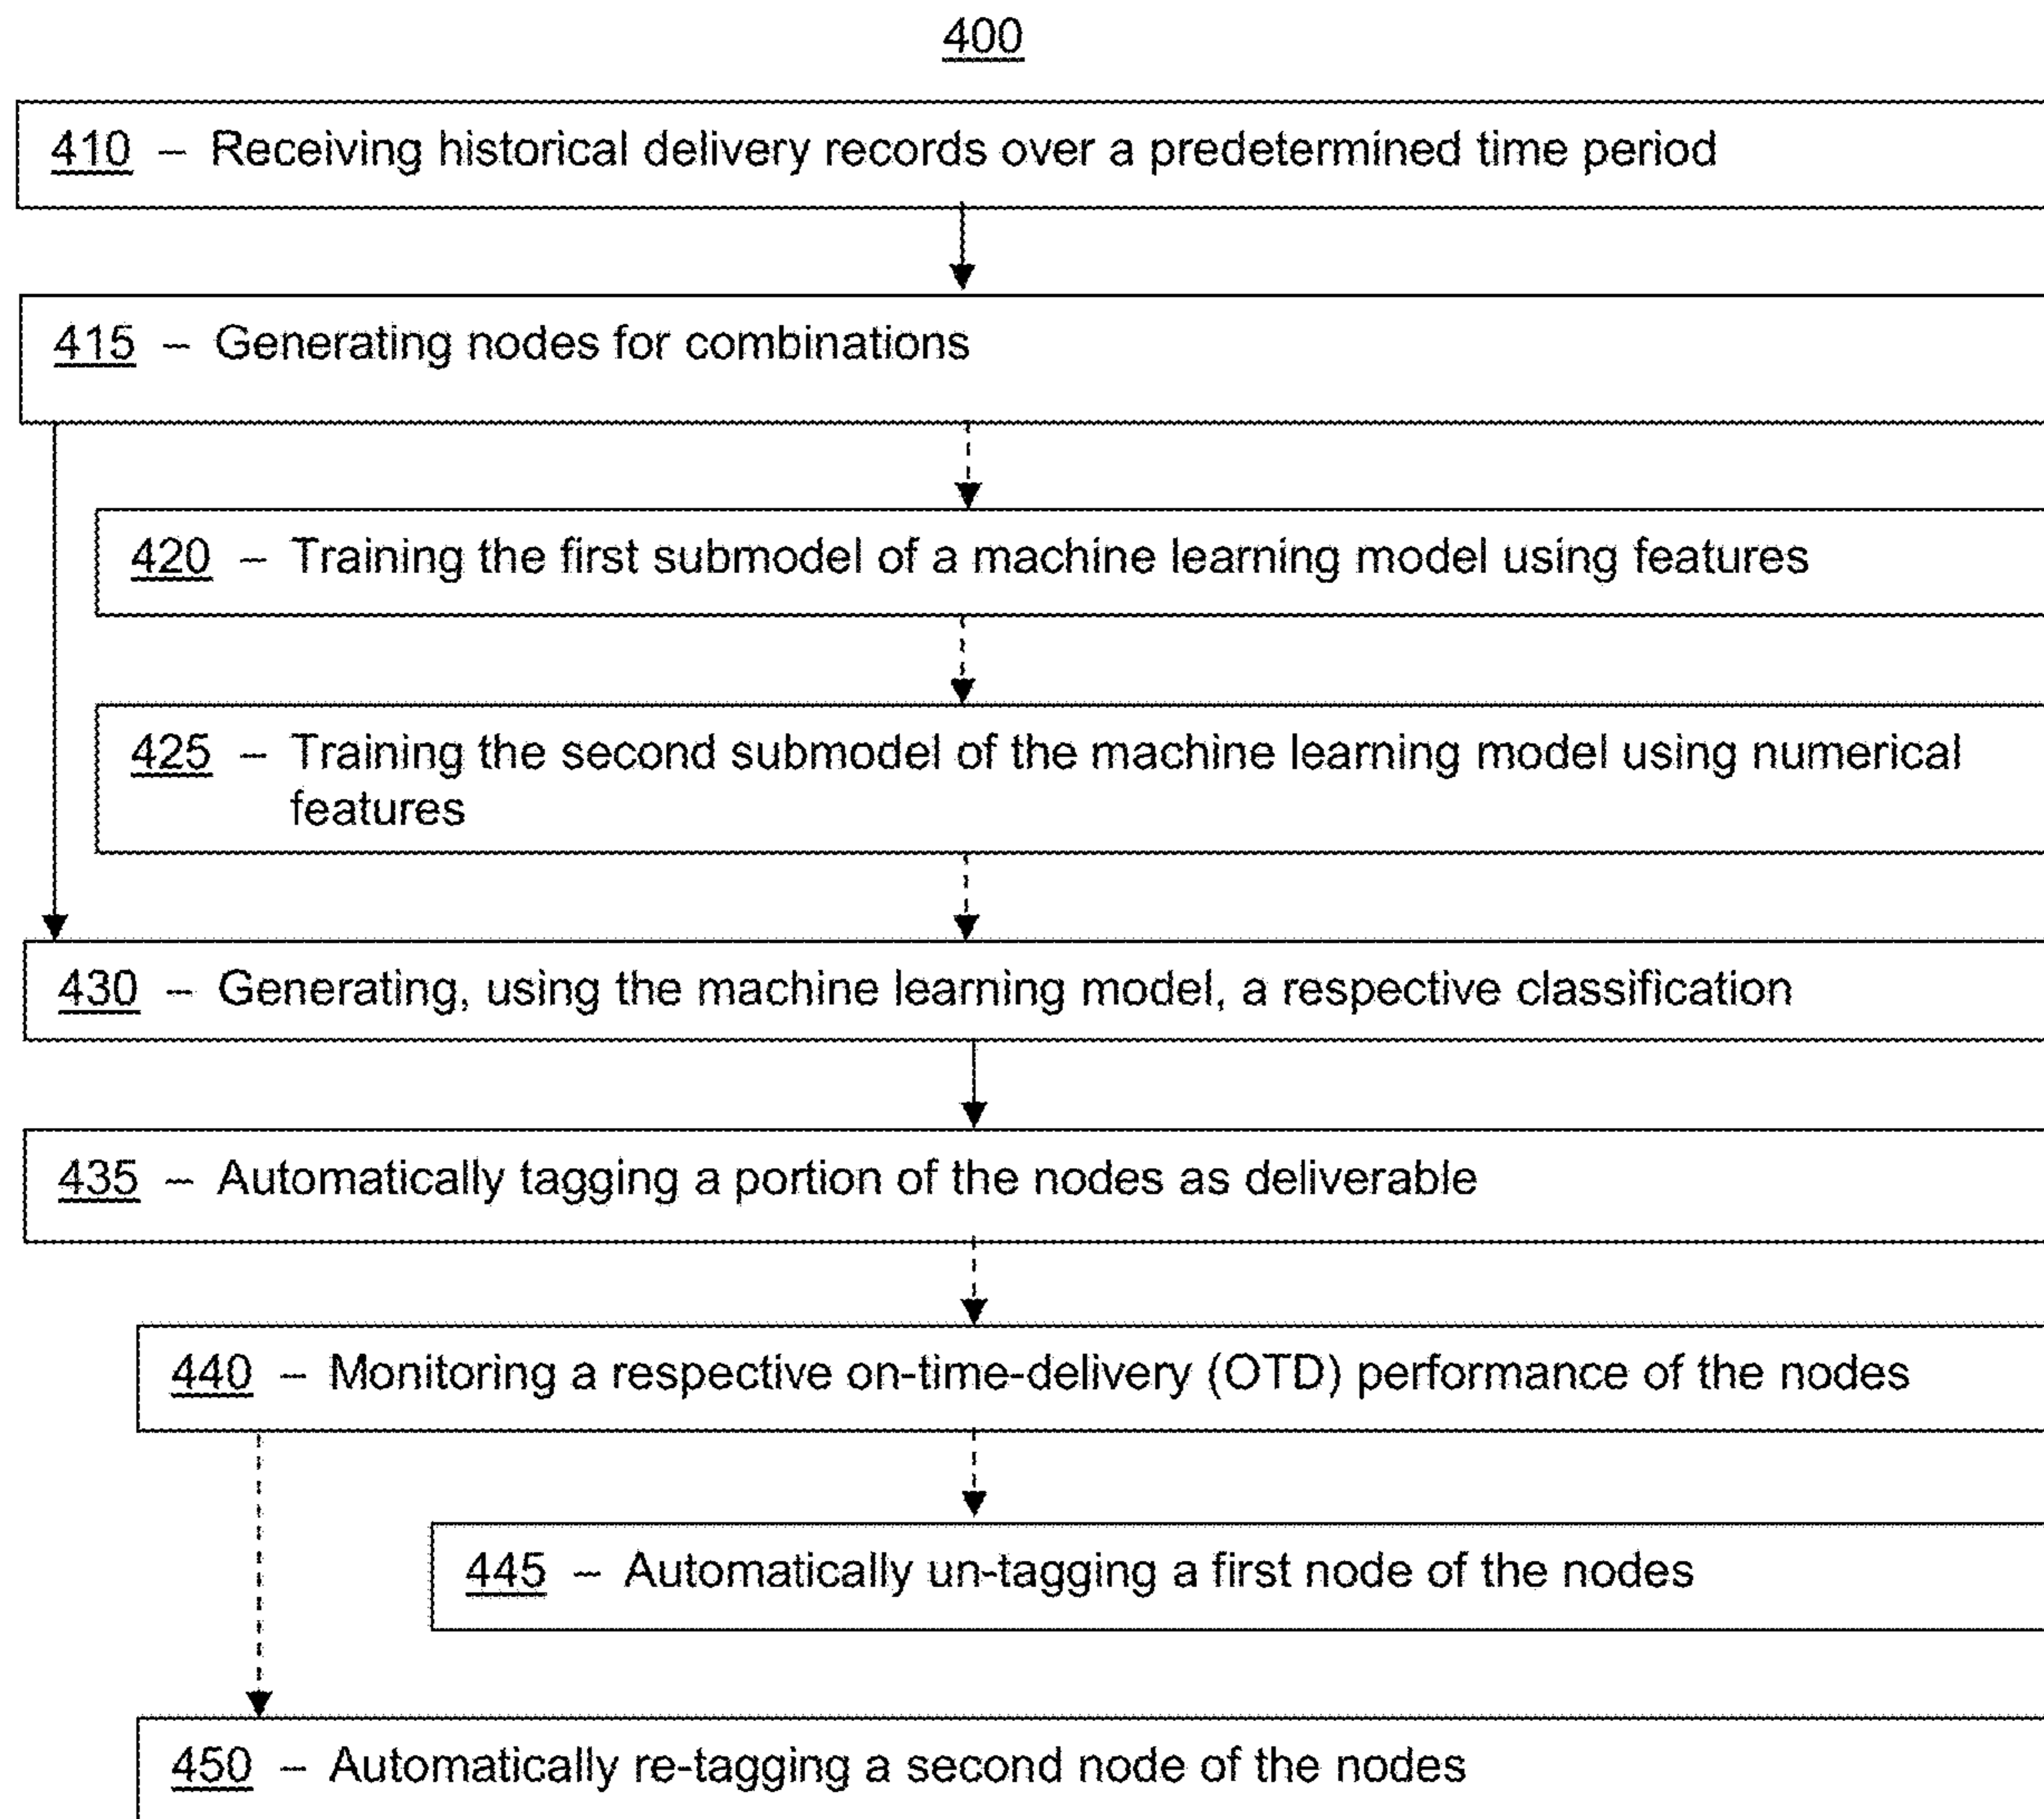 400
410 – Receiving historical delivery records over a predetermined time period
415 – Generating nodes for combinations
420 – Training the first submodel of a machine learning model using features
425 – Training the second submodel of the machine learning model using numerical
features
430 – Generating, using the machine learning model, a respective classification
435 – Automatically tagging a portion of the nodes as deliverable
440 – Monitoring a respective on-time-delivery (OTD) performance of the nodes
445 – Automatically un-tagging a first node of the nodes
450 – Automatically re-tagging a second node of the nodes